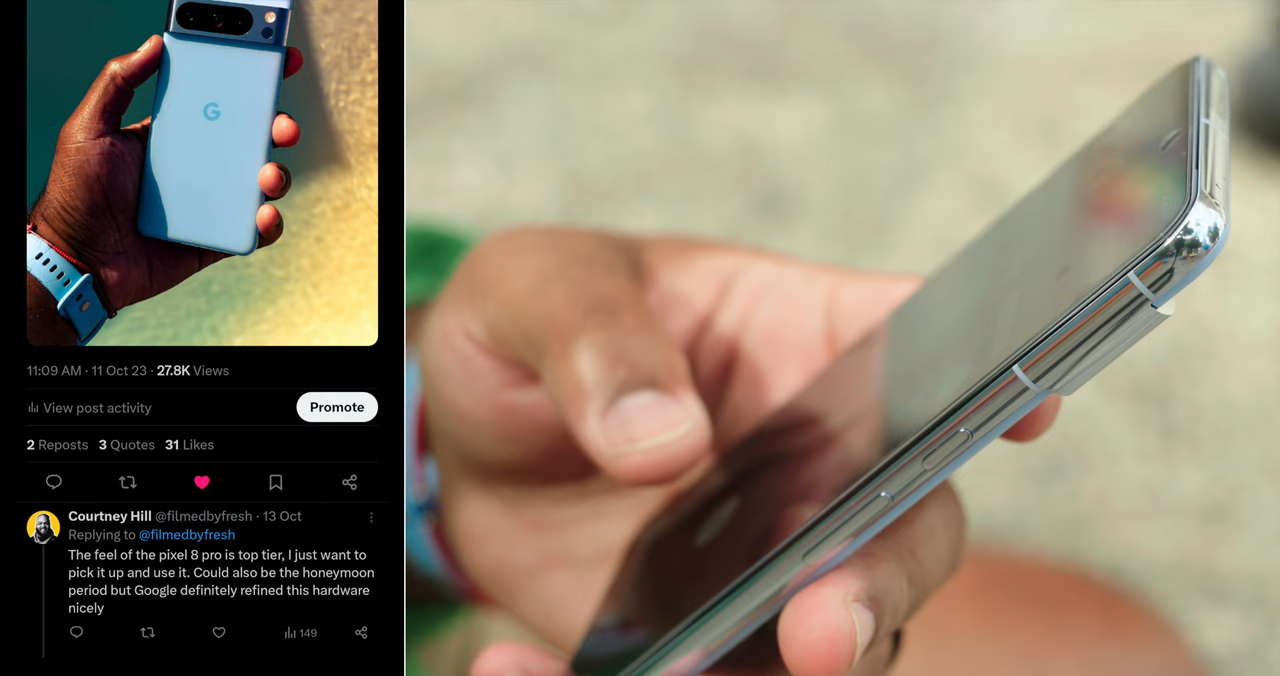 G
11:09 AM · 11 Oct 23 · 27.8K Views
View post activity
Promote
2 Reposts 3 Quotes 31 Likes
Courtney Hill @filmedbyfresh · 13 Oct
Replying to @filmedbyfresh
The feel of the pixel 8 pro is top tier, I just want to
pick it up and use it. Could also be the honeymoon
period but Google definitely refined this hardware
nicely
149